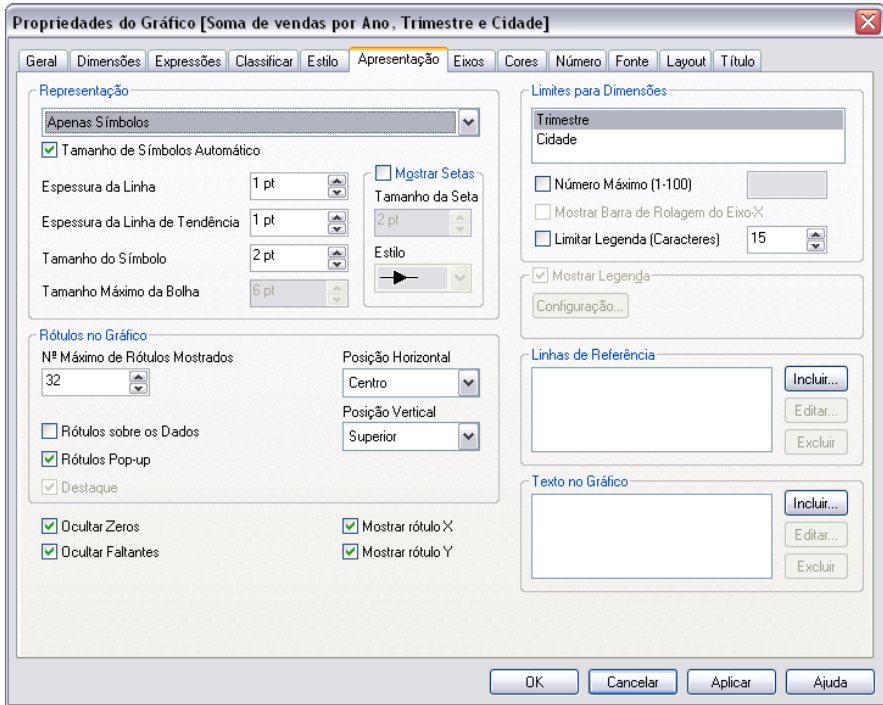 Propriedades do Gráfico [Soma de vendas por Ano, Trimestre e Cidade]
Geral Dimensões Expressões Classificar Estilo Apresentação Eixos Cores Número Fonte Layout Título
Representação
Apenas Símbolos
Tamanho de Símbolos Automático
Espessura da Linha 1 pt
Espessura da Linha de Tendência 1 pt
Tamanho do Símbolo 2 pt
Tamanho Máximo da Bolha 6 pt
Mostrar Setas
Tamanho da Seta
2 pt
Estilo
Rótulos no Gráfico
Nº Máximo de Rótulos Mostrados
32
Rótulos sobre os Dados
Rótulos Pop-up
Destaque
Posição Horizontal
Centro
Posição Vertical
Superior
Ocultar Zeros
Ocultar Faltantes
Mostrar rótulo X
Mostrar rótulo Y
Limites para Dimensões
Trimestre
Cidade
Número Máximo (1-100)
Mostrar Barra de Rolagem do Eixo-X
Limitar Legenda (Caracteres) 15
Mostrar Legenda
Configuração...
Linhas de Referência
Incluir...
Editar...
Excluir
Texto no Gráfico
Incluir...
Editar...
Excluir
OK Cancelar Aplicar Ajuda